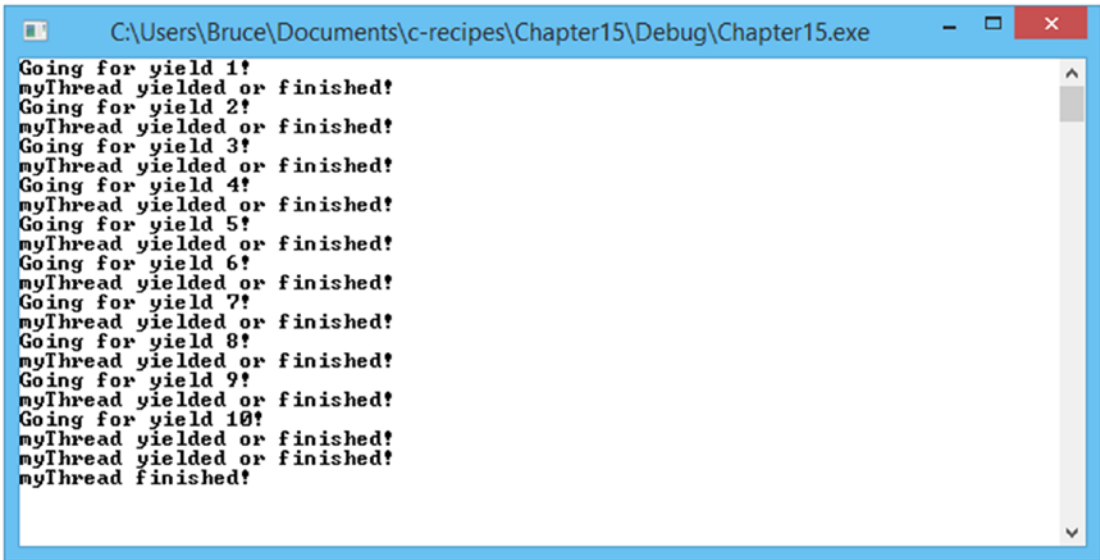 C:\Users\Bruce\Documents\c-recipes\Chapter15\Debug\Chapter15.exe
Going for yield 1!
myThread yielded or finished!
Going for yield 2!
myThread yielded or finished!
Going for yield 3!
myThread yielded or finished!
Going for yield 4!
myThread yielded or finished!
Going for yield 5!
myThread yielded or finished!
Going for yield 6!
myThread yielded or finished!
Going for yield 7!
myThread yielded or finished!
Going for yield 8!
myThread yielded or finished!
Going for yield 9!
myThread yielded or finished!
Going for yield 10!
myThread yielded or finished!
myThread yielded or finished!
myThread finished!